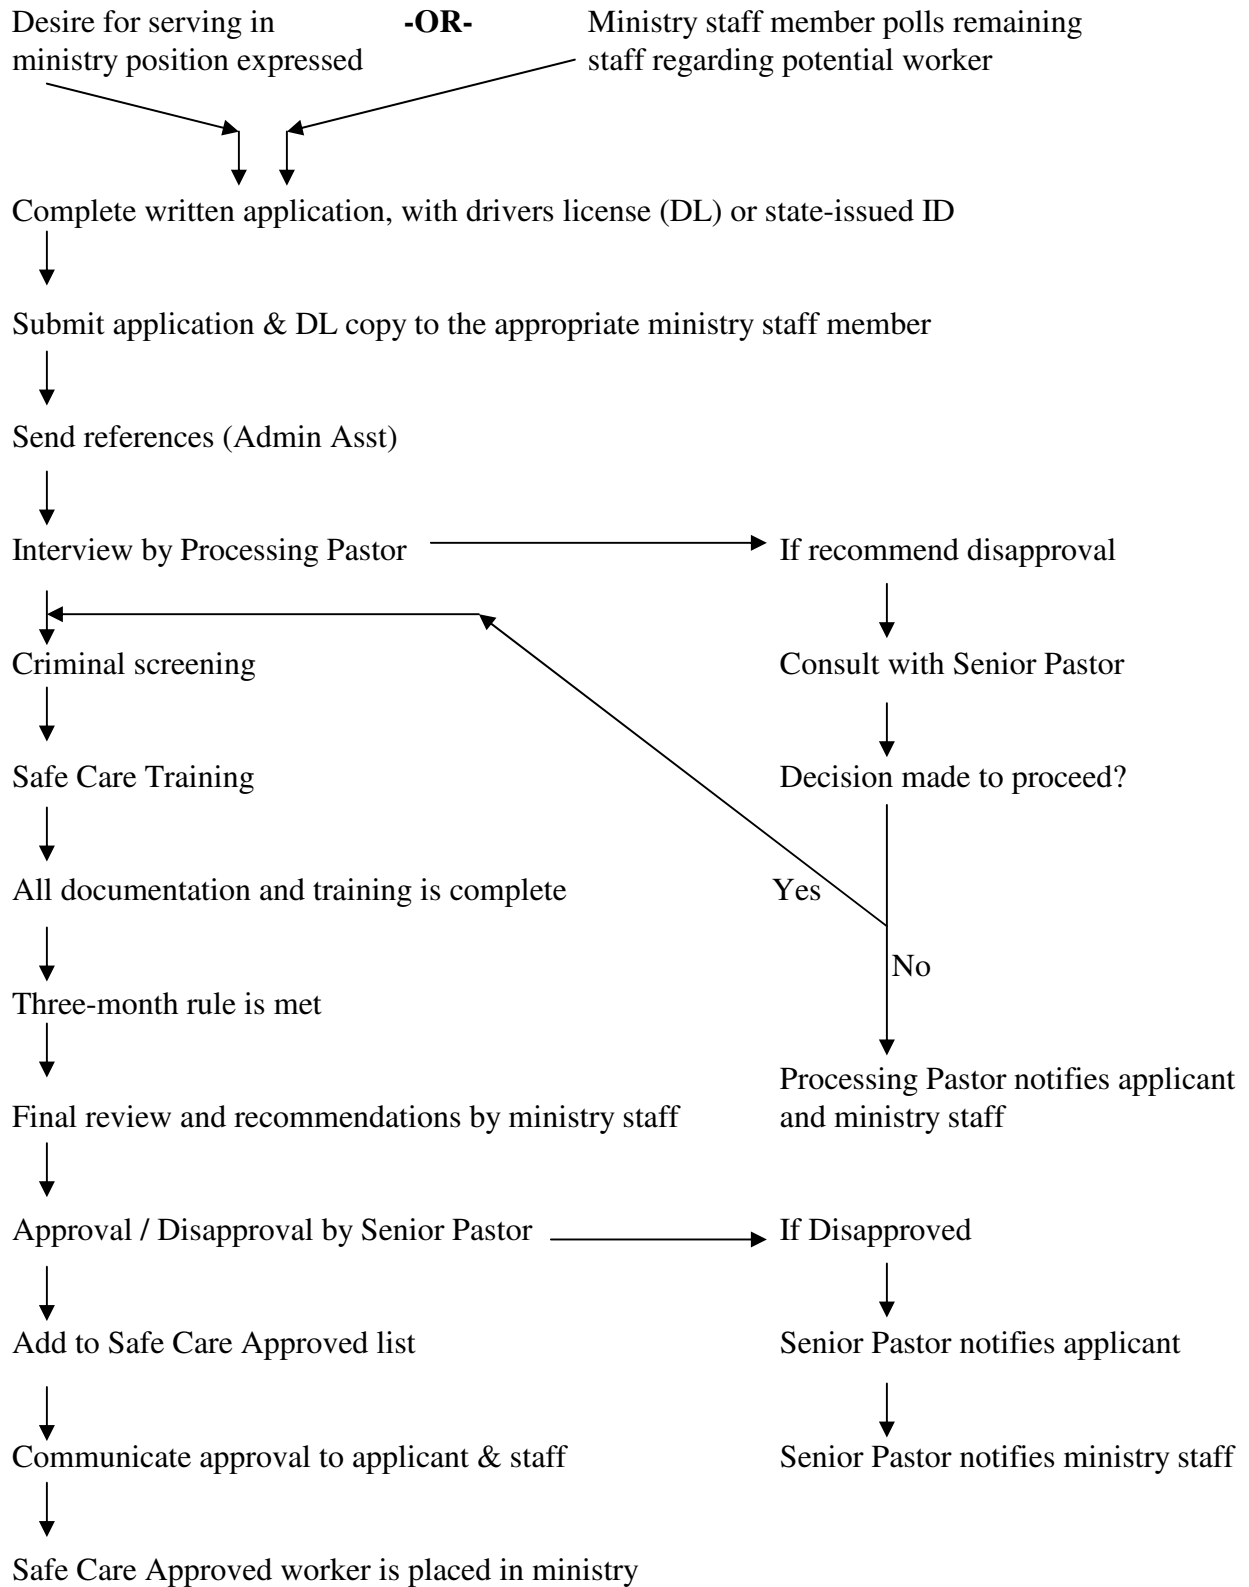 Desire for serving in -OR- Ministry staff member polls remaining
ministry position expressed staff regarding potential worker
Complete written application, with drivers license (DL) or state-issued ID
Submit application & DL copy to the appropriate ministry staff member
Send references (Admin Asst)
Interview by Processing Pastor If recommend disapproval
Criminal screening Consult with Senior Pastor
Safe Care Training Decision made to proceed?
All documentation and training is complete Yes
No
Three-month rule is met
Processing Pastor notifies applicant
Final review and recommendations by ministry staff and ministry staff
Approval / Disapproval by Senior Pastor If Disapproved
Add to Safe Care Approved list Senior Pastor notifies applicant
Communicate approval to applicant & staff Senior Pastor notifies ministry staff
Safe Care Approved worker is placed in ministry